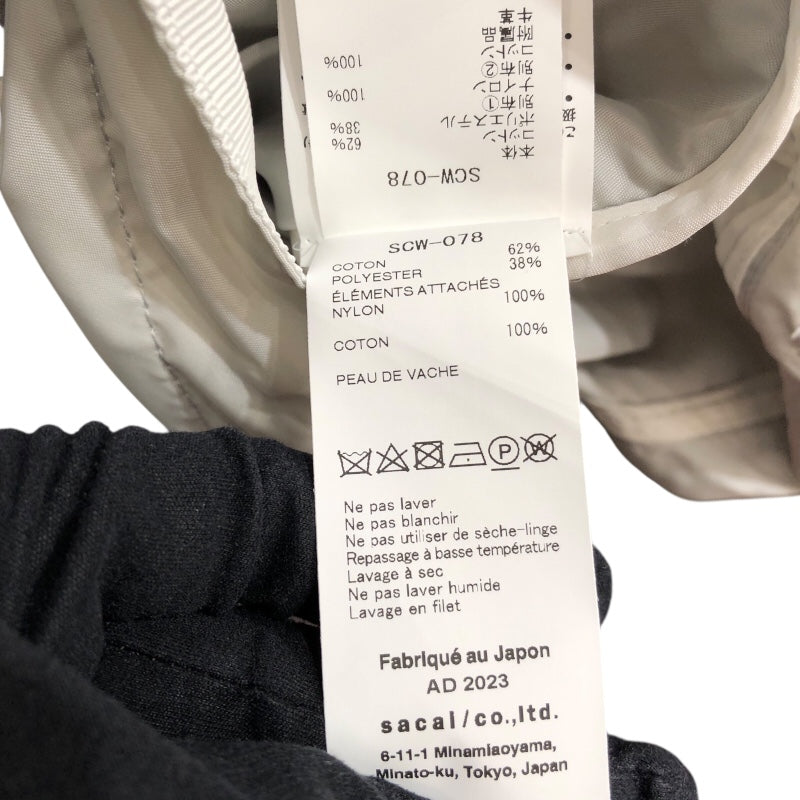 SCW-078
本体
コットン 62%
ポリエステル 38%
別布①
ナイロン 100%
別布②
コットン 100%
附属品
牛革
SCW-078
COTON 62%
POLYESTER 38%
ÉLÉMENTS ATTACHÉS
NYLON 100%
COTON 100%
PEAU DE VACHE
P
W
Ne pas laver
Ne pas blanchir
Ne pas utiliser de sèche-linge
Repassage à basse température
Lavage à sec
Ne pas laver humide
Lavage en filet
Fabriqué au Japon
AD 2023
sacai/co.,ltd.
6-11-1 Minamiaoyama,
Minato-ku, Tokyo, Japan